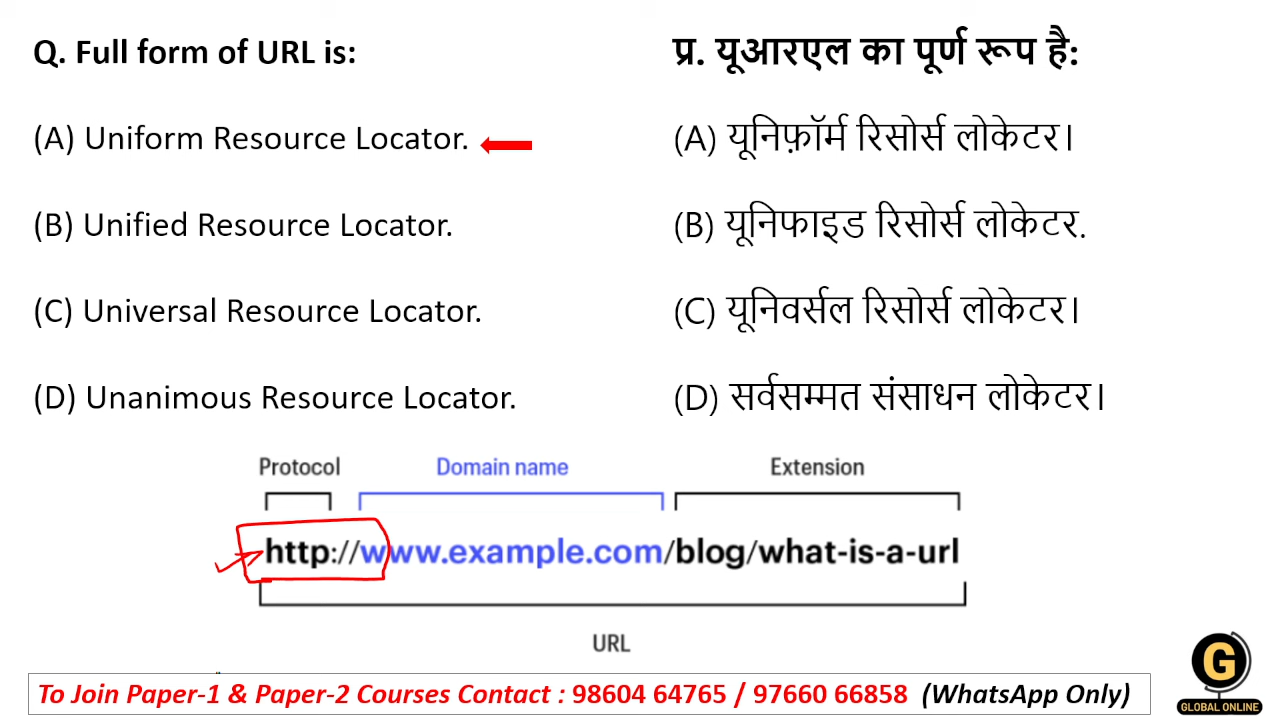 Q. Full form of URL is:
(A) Uniform Resource Locator.
(B) Unified Resource Locator.
(C) Universal Resource Locator.
(D) Unanimous Resource Locator.
प्र. यूआरएल का पूर्ण रूप है:
(A) यूनिफ़ॉर्म रिसोर्स लोकेटर।
(B) यूनिफाइड रिसोर्स लोकेटर.
(C) यूनिवर्सल रिसोर्स लोकेटर।
(D) सर्वसम्मत संसाधन लोकेटर।
Protocol Domain name Extension
http://www.example.com/blog/what-is-a-url
URL
To Join Paper-1 & Paper-2 Courses Contact : 98604 64765 / 97660 66858 (WhatsApp Only)
G
GLOBAL ONLINE